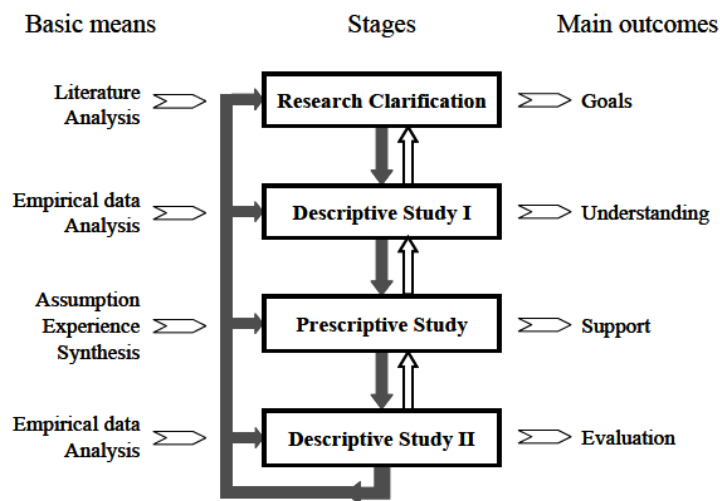 Basic means
Stages
Main outcomes
Literature
Analysis
Research Clarification
Goals
Empirical data
Analysis
Descriptive Study I
Understanding
Assumption
Experience
Synthesis
Prescriptive Study
Support
Empirical data
Analysis
Descriptive Study II
Evaluation